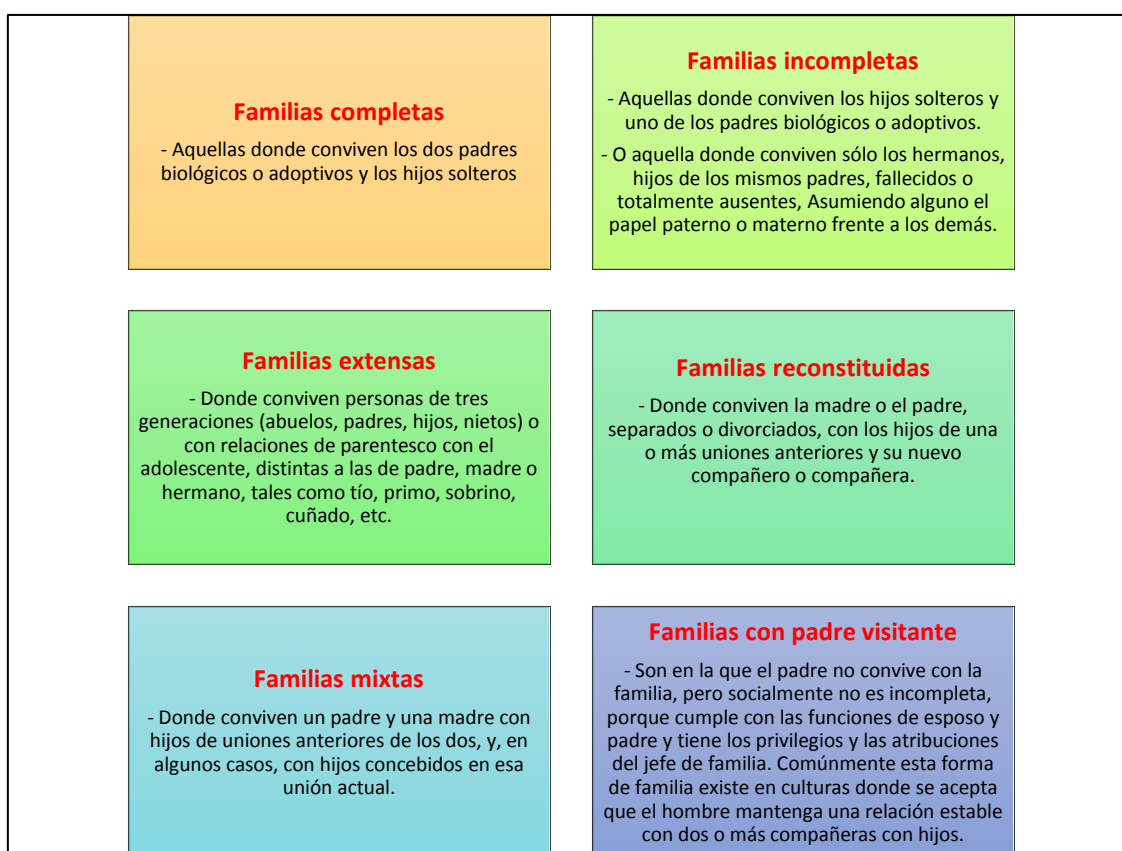 Familias completas
- Aquellas donde conviven los dos padres
biológicos o adoptivos y los hijos solteros
Familias incompletas
- Aquellas donde conviven los hijos solteros y
uno de los padres biológicos o adoptivos.
- O aquella donde conviven sólo los hermanos,
hijos de los mismos padres, fallecidos o
totalmente ausentes, Asumiendo alguno el
papel paterno o materno frente a los demás.
Familias extensas
- Donde conviven personas de tres
generaciones (abuelos, padres, hijos, nietos) o
con relaciones de parentesco con el
adolescente, distintas a las de padre, madre o
hermano, tales como tío, primo, sobrino,
cuñado, etc.
Familias reconstituidas
- Donde conviven la madre o el padre,
separados o divorciados, con los hijos de una
o más uniones anteriores y su nuevo
compañero o compañera.
Familias mixtas
- Donde conviven un padre y una madre con
hijos de uniones anteriores de los dos, y, en
algunos casos, con hijos concebidos en esa
unión actual.
Familias con padre visitante
- Son en la que el padre no convive con la
familia, pero socialmente no es incompleta,
porque cumple con las funciones de esposo y
padre y tiene los privilegios y las atribuciones
del jefe de familia. Comúnmente esta forma
de familia existe en culturas donde se acepta
que el hombre mantenga una relación estable
con dos o más compañeras con hijos.